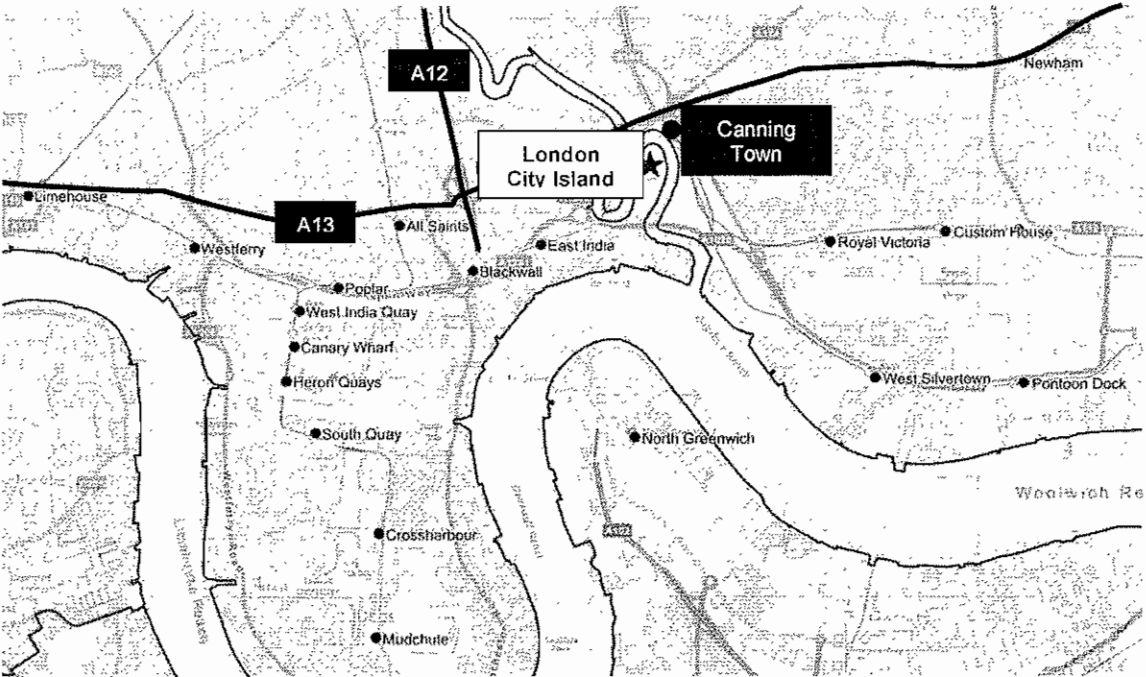 A12
Newham
Canning
Town
London
City Island
Limehouse
A13
All Saints
Westferry
East India
Royal Victoria
Custom House
Blackwall
Poplar
West India Quay
Canary Wharf
Heron Quays
West Silvertown
Pontoon Dock
South Quay
North Greenwich
Woolwich Re
Crossharbour
Mudchute